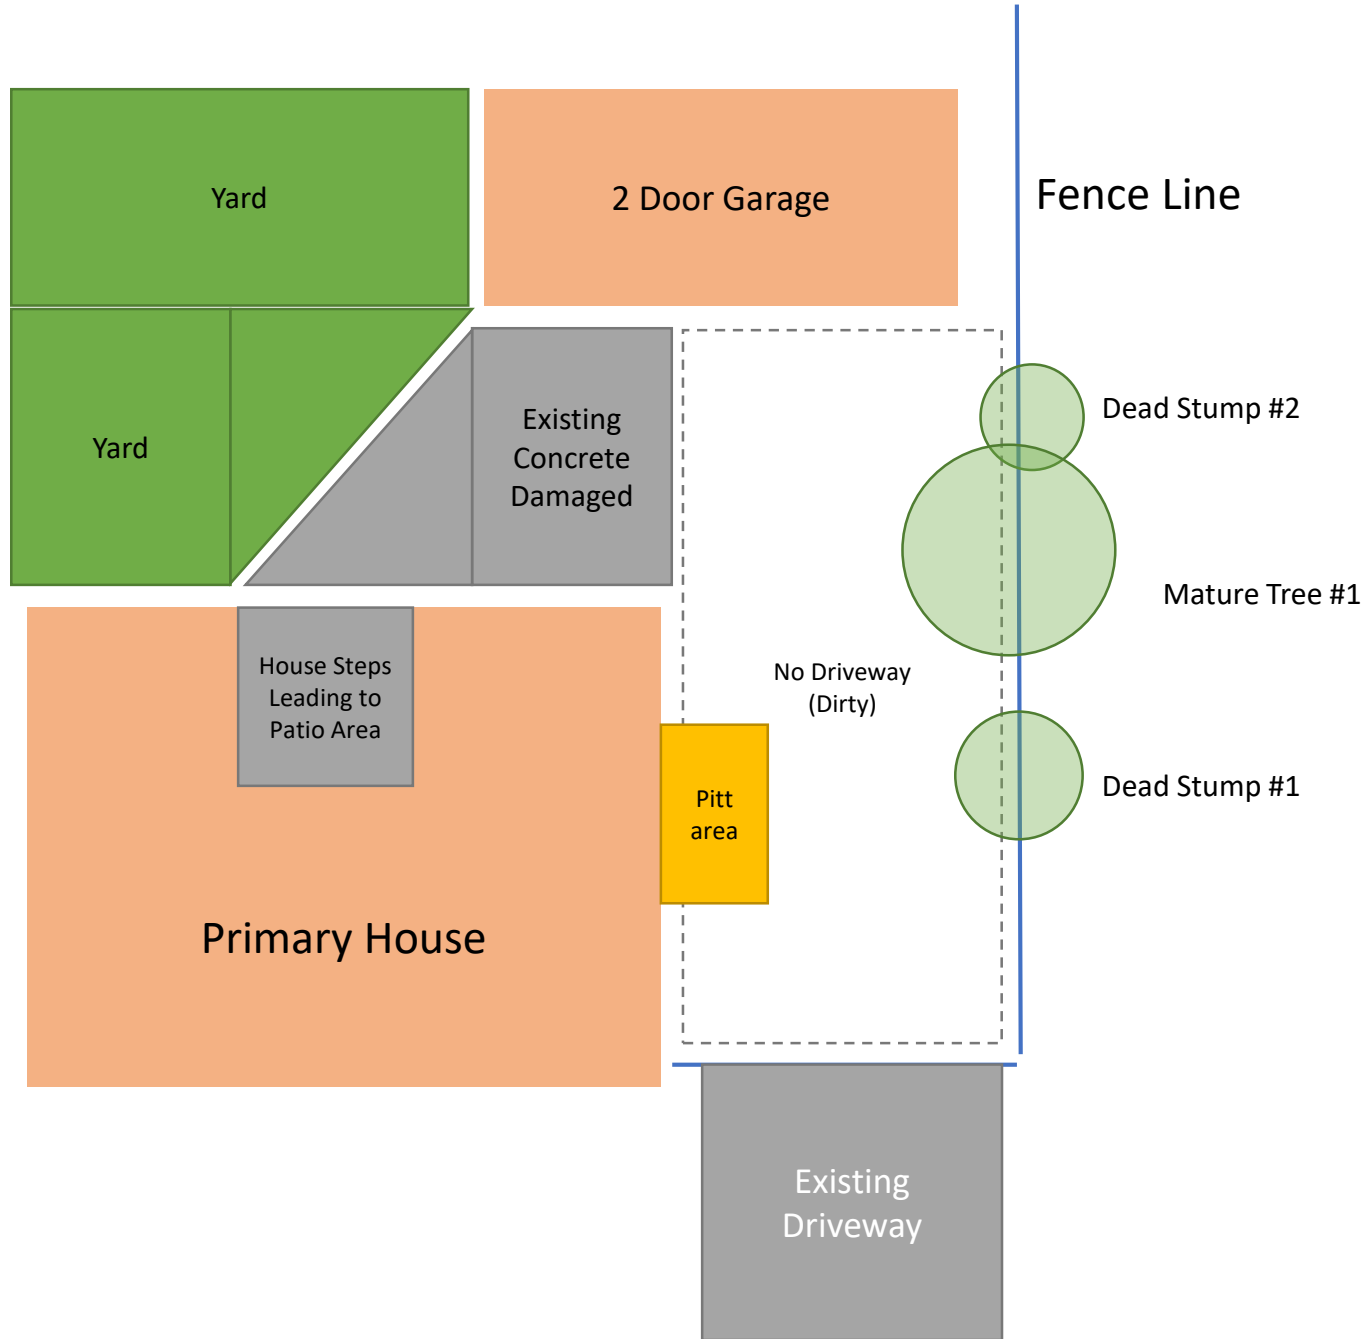 Yard
2 Door Garage
Fence Line
Existing
Concrete
Damaged
Dead Stump #2
Yard
Mature Tree #1
House Steps
Leading to
Patio Area
No Driveway
(Dirty)
Pitt
area
Dead Stump #1
Primary House
Existing
Driveway